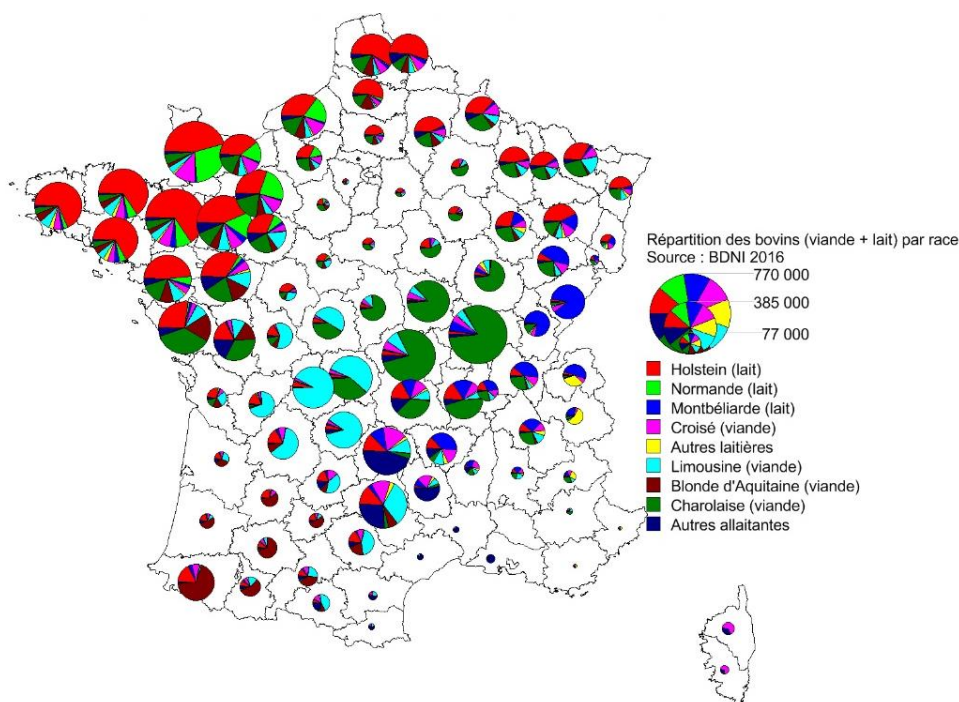 Répartition des bovins (viande + lait) par race
Source : BDNI 2016
770 000
385 000
77 000
Holstein (lait)
Normande (lait)
Montbéliarde (lait)
Croisé (viande)
Autres laitières
Limousine (viande)
Blonde d'Aquitaine (viande)
Charolaise (viande)
Autres allaitantes